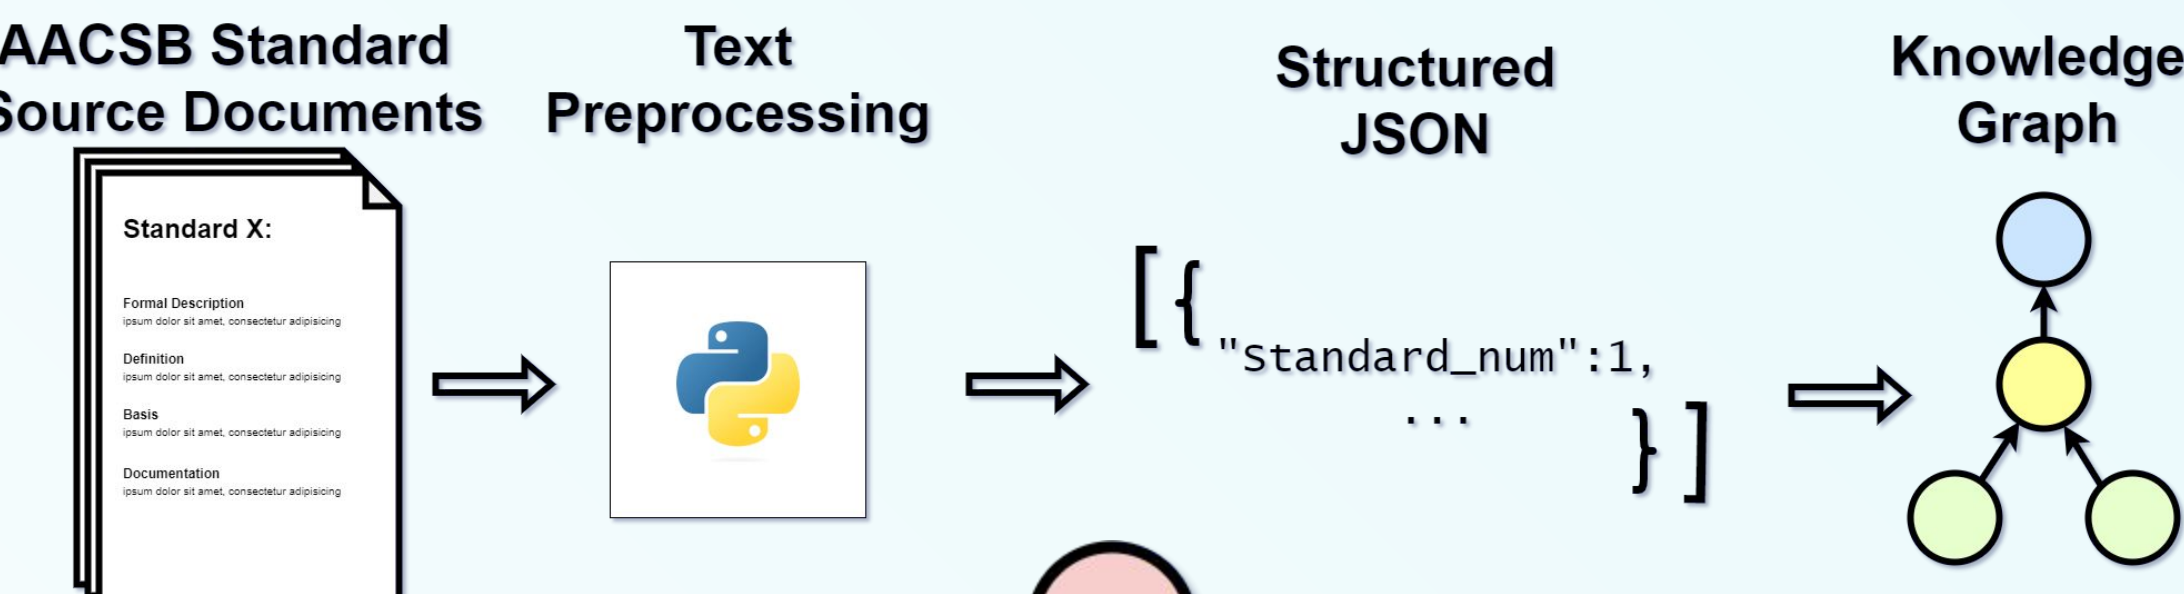 AACSB Standard
Source Documents
Text
Preprocessing
Structured
JSON
Knowledge
Graph
Standard X:
Formal Description
ipsum dolor sit amet, consectetur adipisicing
Definition
ipsum dolor sit amet, consectetur adipisicing
Basis
ipsum dolor sit amet, consectetur adipisicing
Documentation
ipsum dolor sit amet, consectetur adipisicing
[{
"Standard_num":1,
...
}]